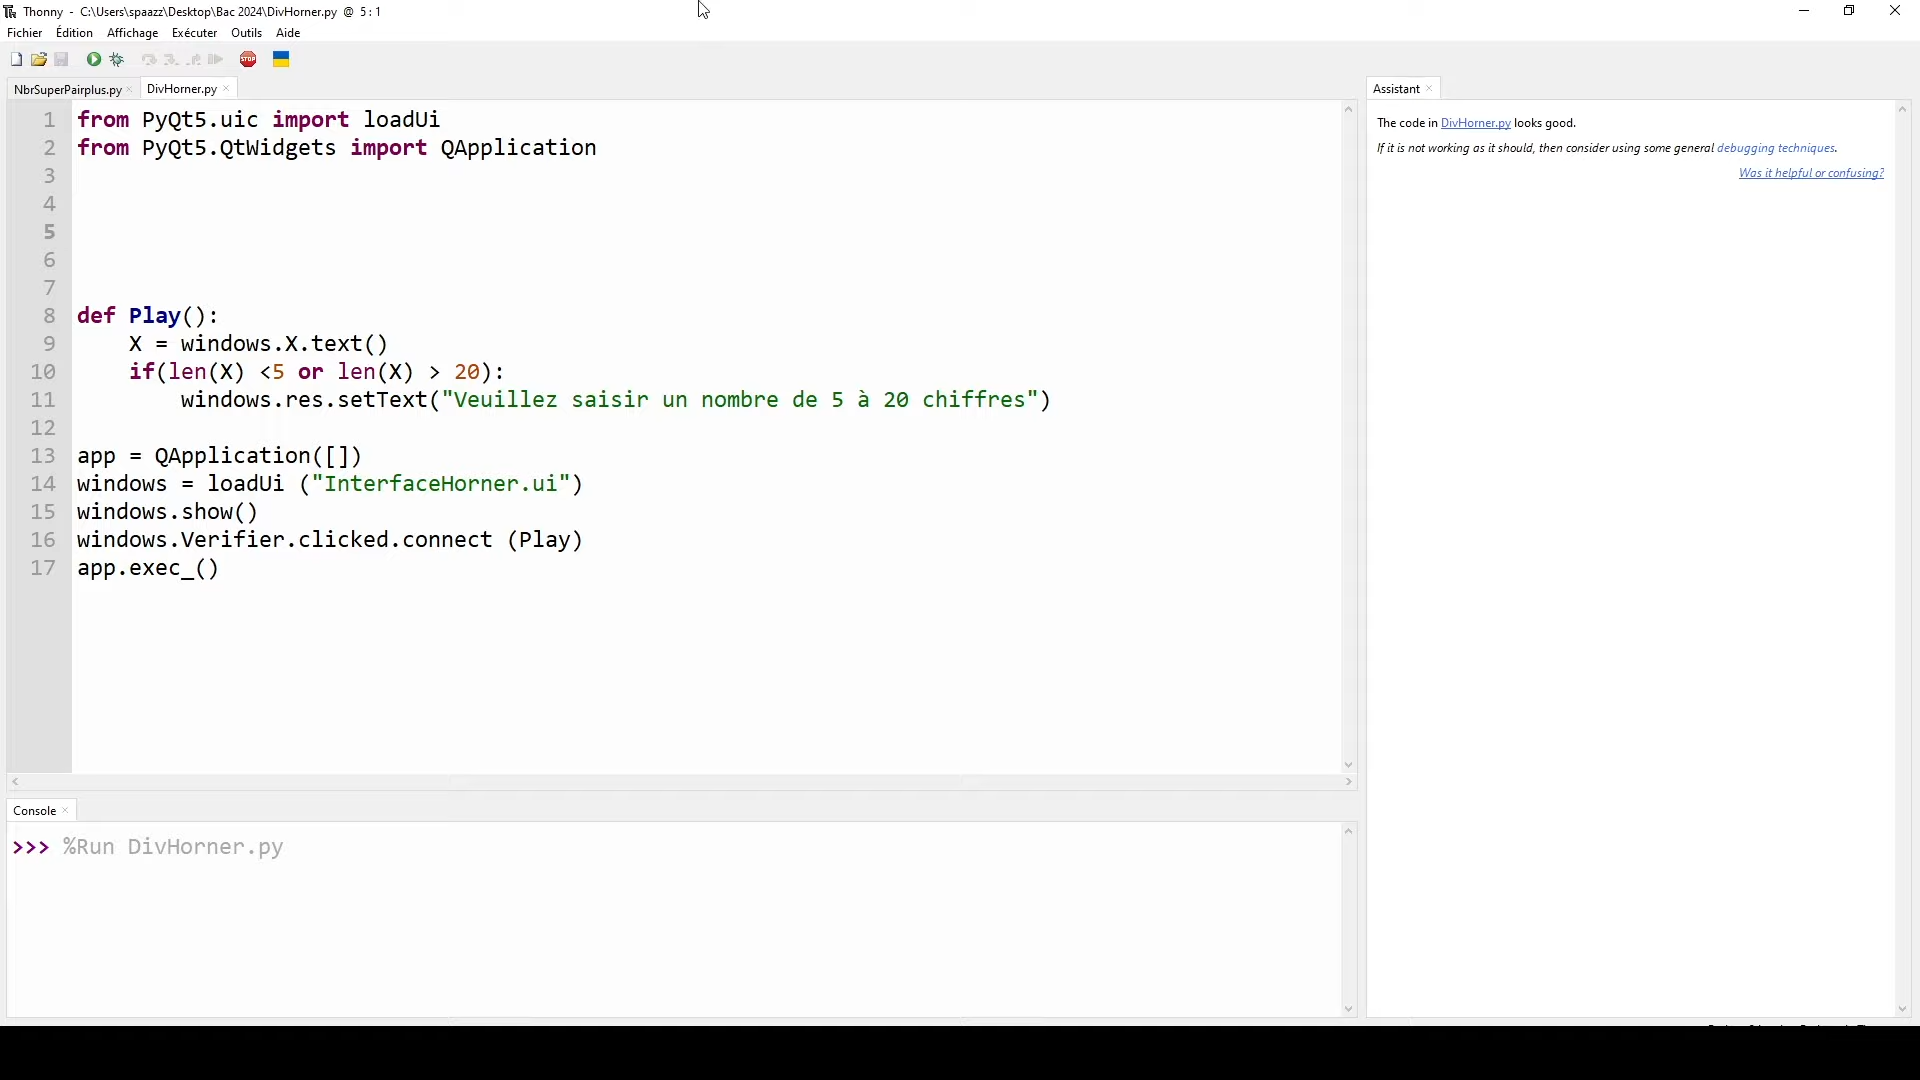 Thonny - C:\Users\spaazz\Desktop\Bac 2024\DivHorner.py @ 5 : 1
Fichier Édition Affichage Exécuter Outils Aide
STOP
NbrSuperPairplus.py × DivHorner.py ×
1 from PyQt5.uic import loadUi
2 from PyQt5.QtWidgets import QApplication
3
4
5
6
7
8 def Play():
9 X = windows.X.text()
10 if(len(X) <5 or len(X) > 20):
11 windows.res.setText("Veuillez saisir un nombre de 5 à 20 chiffres")
12
13 app = QApplication([])
14 windows = loadUi ("InterfaceHorner.ui")
15 windows.show()
16 windows.Verifier.clicked.connect (Play)
17 app.exec_()
Console ×
>>> %Run DivHorner.py
Assistant ×
The code in DivHorner.py looks good.
If it is not working as it should, then consider using some general debugging techniques.
Was it helpful or confusing?